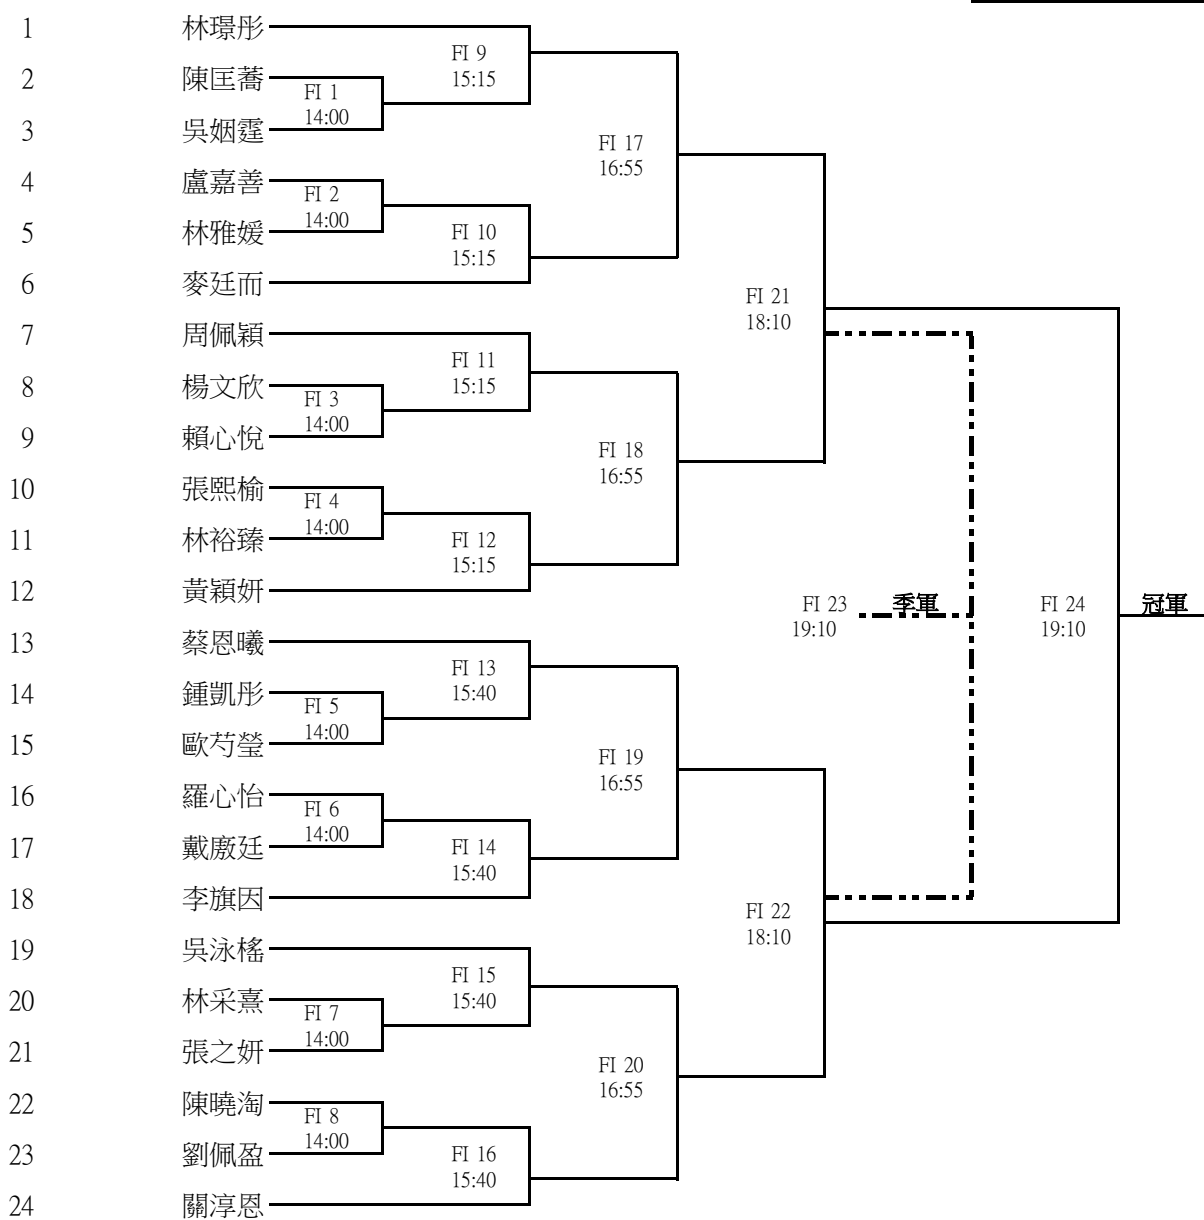 1 林璟彤
FI 9
15:15
2 陳匡蕎
FI 1
14:00
3 吳姻霆
FI 17
16:55
4 盧嘉善
FI 2
14:00
5 林雅媛
FI 10
15:15
6 麥廷而
FI 21
18:10
7 周佩穎
FI 11
15:15
8 楊文欣
FI 3
14:00
9 賴心悅
FI 18
16:55
10 張熙榆
FI 4
14:00
11 林裕臻
FI 12
15:15
12 黃穎妍
FI 23 季軍
19:10
FI 24 冠軍
19:10
13 蔡恩曦
FI 13
15:40
14 鍾凱彤
FI 5
14:00
15 歐芍瑩
FI 19
16:55
16 羅心怡
FI 6
14:00
17 戴廒廷
FI 14
15:40
18 李旗因
FI 22
18:10
19 吳泳榣
FI 15
15:40
20 林采熹
FI 7
14:00
21 張之妍
FI 20
16:55
22 陳曉淘
FI 8
14:00
23 劉佩盈
FI 16
15:40
24 關淳恩